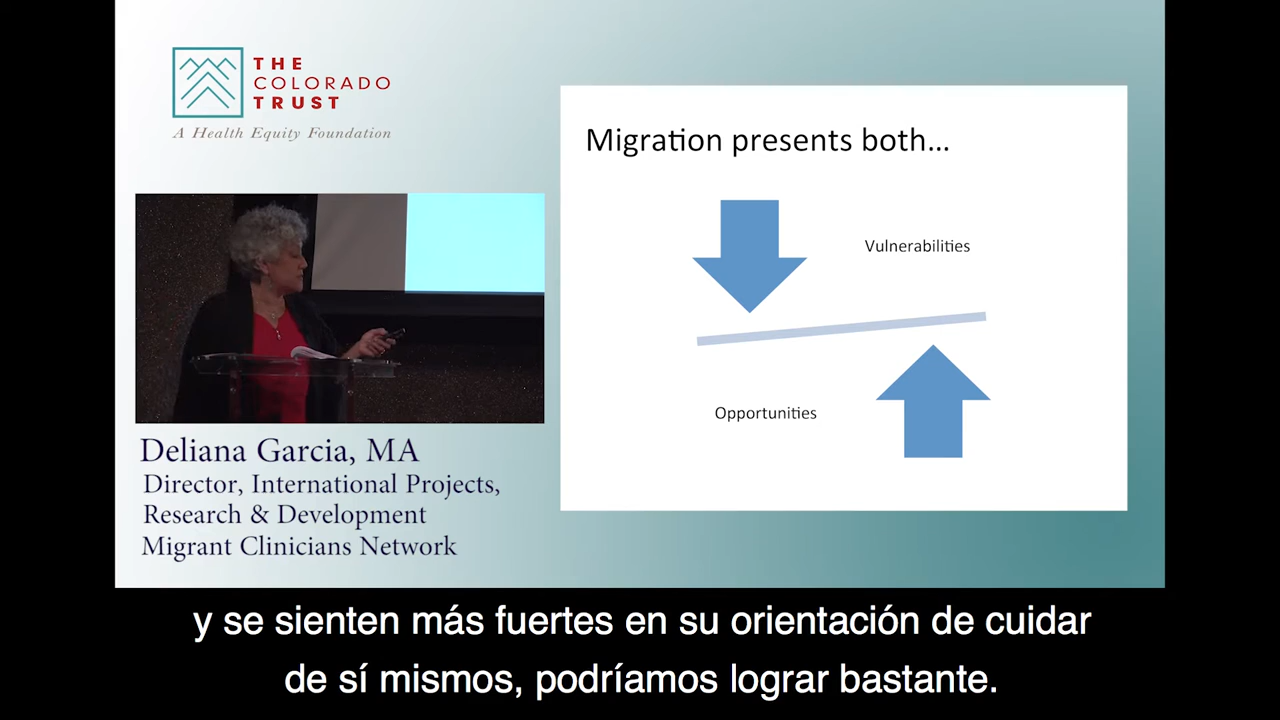 THE
COLORADO
TRUST
A Health Equity Foundation
Migration presents both...
Vulnerabilities
Opportunities
Deliana Garcia, MA
Director, International Projects,
Research & Development
Migrant Clinicians Network
y se sienten más fuertes en su orientación de cuidar
de sí mismos, podríamos lograr bastante.